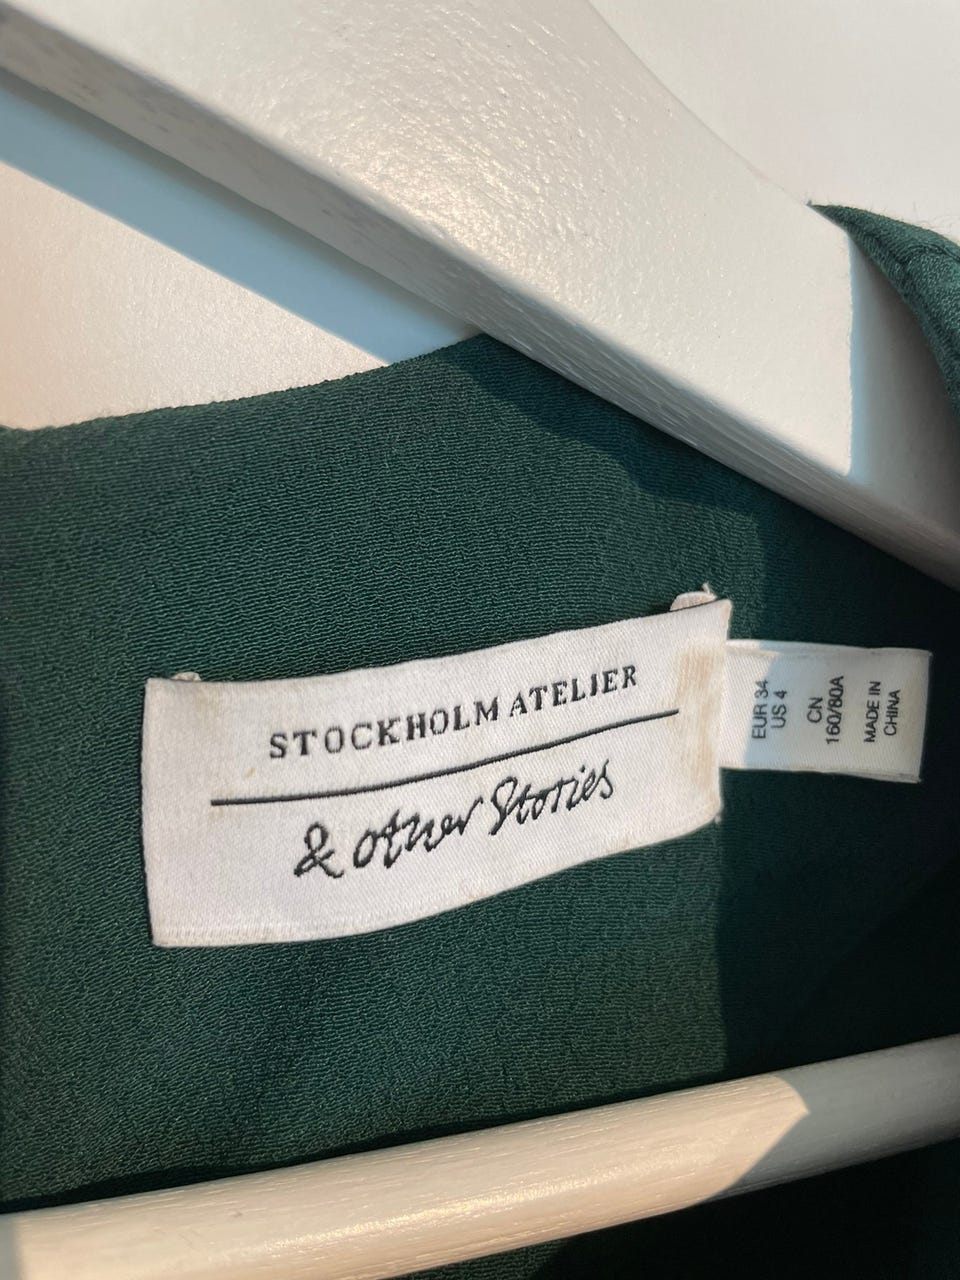 STOCKHOLM ATELIER
& other Stories
EUR 34
US 4
CN
160/80A
MADE IN
CHINA